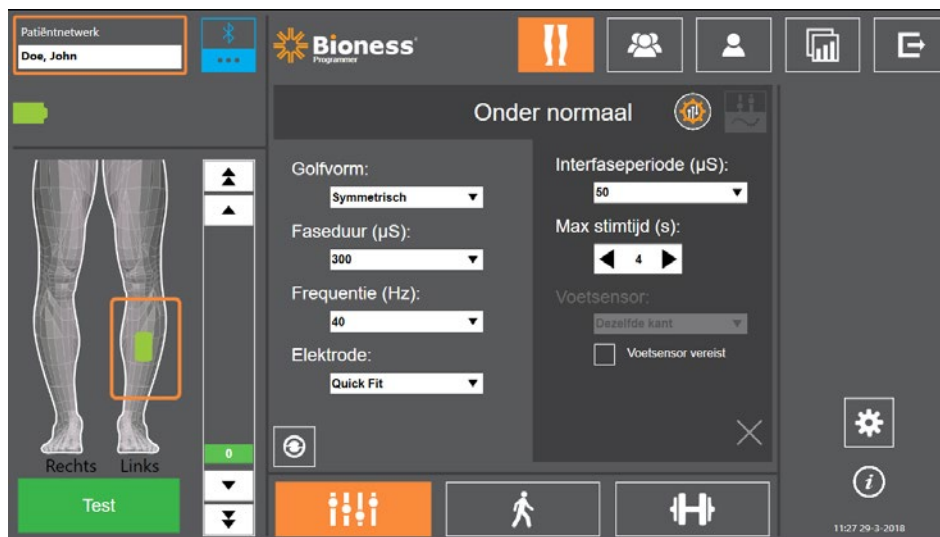 Patiëntnetwerk
Doe, John
Bioness
Programmer
Onder normaal
Golfvorm:
Symmetrisch
Faseduur (µS):
300
Frequentie (Hz):
40
Elektrode:
Quick Fit
Interfaseperiode (µS):
50
Max stimtijd (s):
4
Voetsensor:
Dezelfde kant
Voetsensor vereist
Rechts Links
0
Test
11:27 29-3-2018